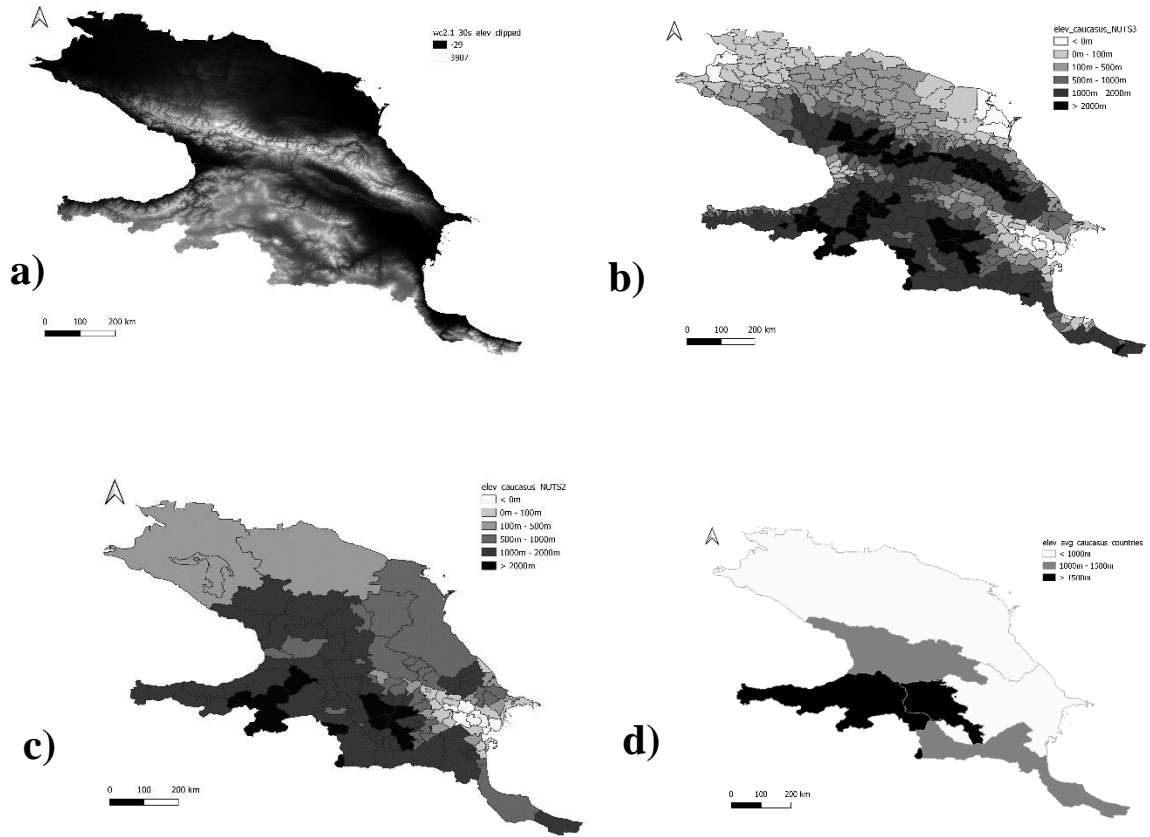 wc2.1 30s elev clipped
-29
3907
a)
0 100 200 km
elev_caucasus_NUTS3
< 0m
0m - 100m
100m - 500m
500m - 1000m
1000m - 2000m
> 2000m
b)
0 100 200 km
elev caucasus NUTS2
< 0m
0m - 100m
100m - 500m
500m - 1000m
1000m - 2000m
> 2000m
c)
0 100 200 km
elev avg caucasus countries
< 1000m
1000m - 1500m
> 1500m
d)
0 100 200 km